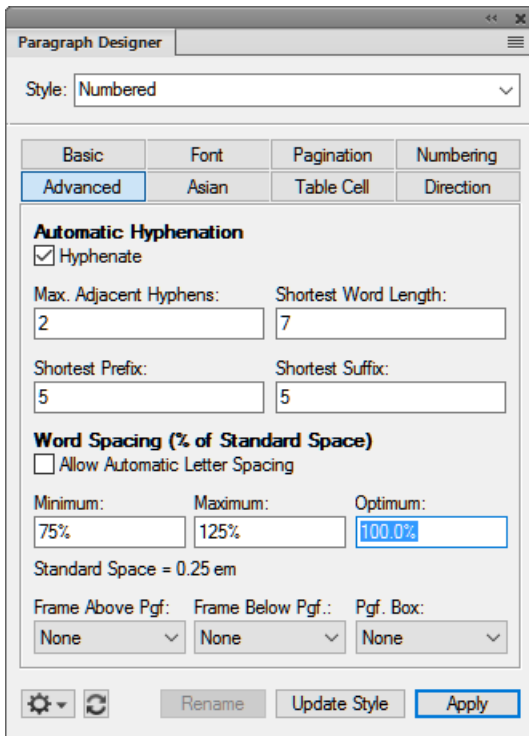 Paragraph Designer
Style: Numbered
Basic Font Pagination Numbering
Advanced Asian Table Cell Direction
Automatic Hyphenation
Hyphenate
Max. Adjacent Hyphens: Shortest Word Length:
2 7
Shortest Prefix: Shortest Suffix:
5 5
Word Spacing (% of Standard Space)
Allow Automatic Letter Spacing
Minimum: Maximum: Optimum:
75% 125% 100.0%
Standard Space = 0.25 em
Frame Above Pgf: Frame Below Pgf.: Pgf. Box:
None None None
Rename Update Style Apply